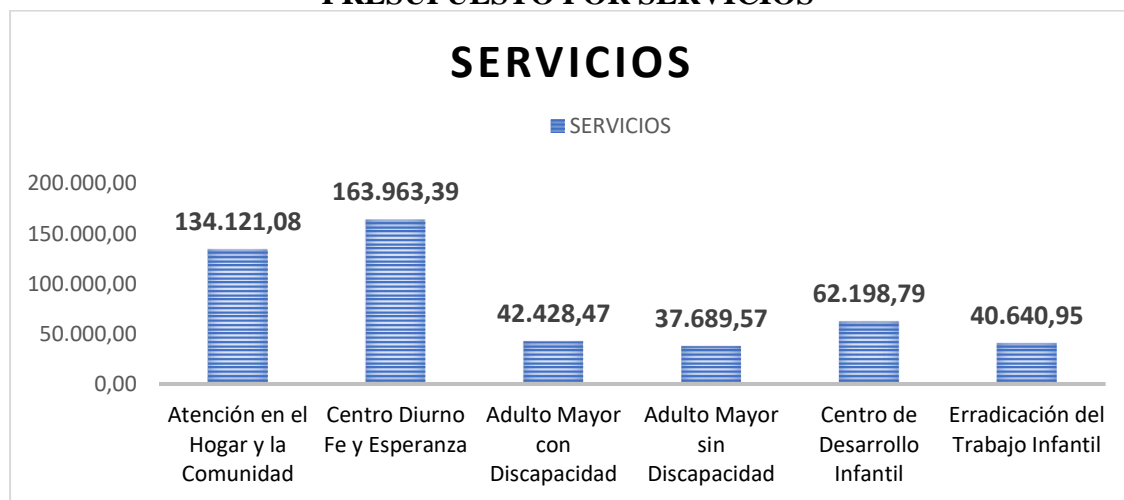 PRESUPUESTO POR SERVICIOS
SERVICIOS
SERVICIOS
200.000,00
150.000,00
100.000,00
50.000,00
0,00
134.121,08
163.963,39
42.428,47
37.689,57
62.198,79
40.640,95
Atención en el
Hogar y la
Comunidad
Centro Diurno
Fe y Esperanza
Adulto Mayor
con
Discapacidad
Adulto Mayor
sin
Discapacidad
Centro de
Desarrollo
Infantil
Erradicación del
Trabajo Infantil